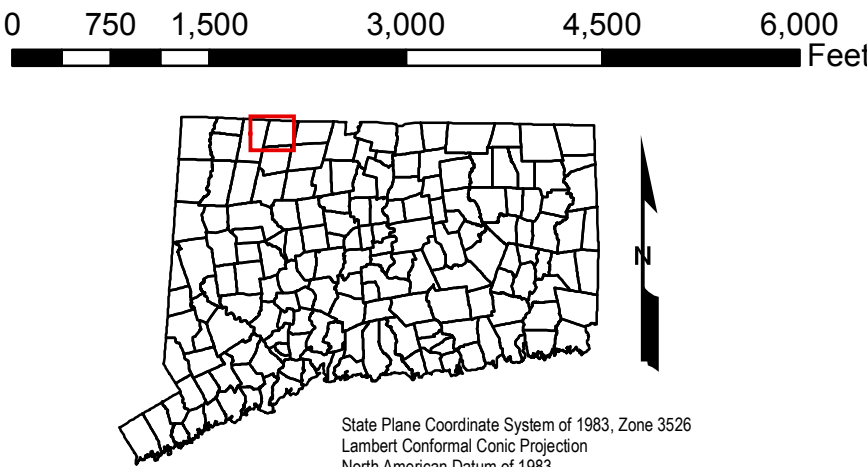 0 750 1,500 3,000 4,500 6,000
Feet
N
State Plane Coordinate System of 1983, Zone 3526
Lambert Conformal Conic Projection
North American Datum of 1983